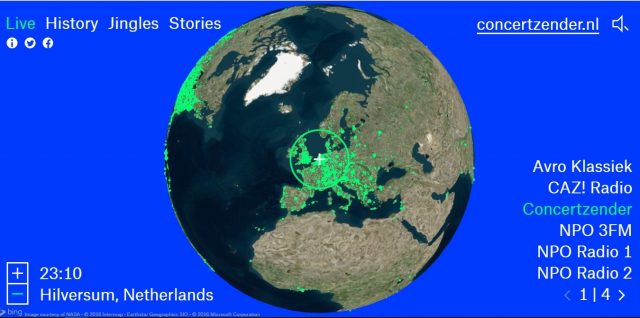 Live History Jingles Stories
concertzender.nl
Avro Klassiek
CAZ! Radio
Concertzender
NPO 3FM
NPO Radio 1
NPO Radio 2
1 | 4
23:10
Hilversum, Netherlands
bing
Image courtesy of NASA - © 2016 Intermap - Earthstar Geographics SIO - © 2016 Microsoft Corporation